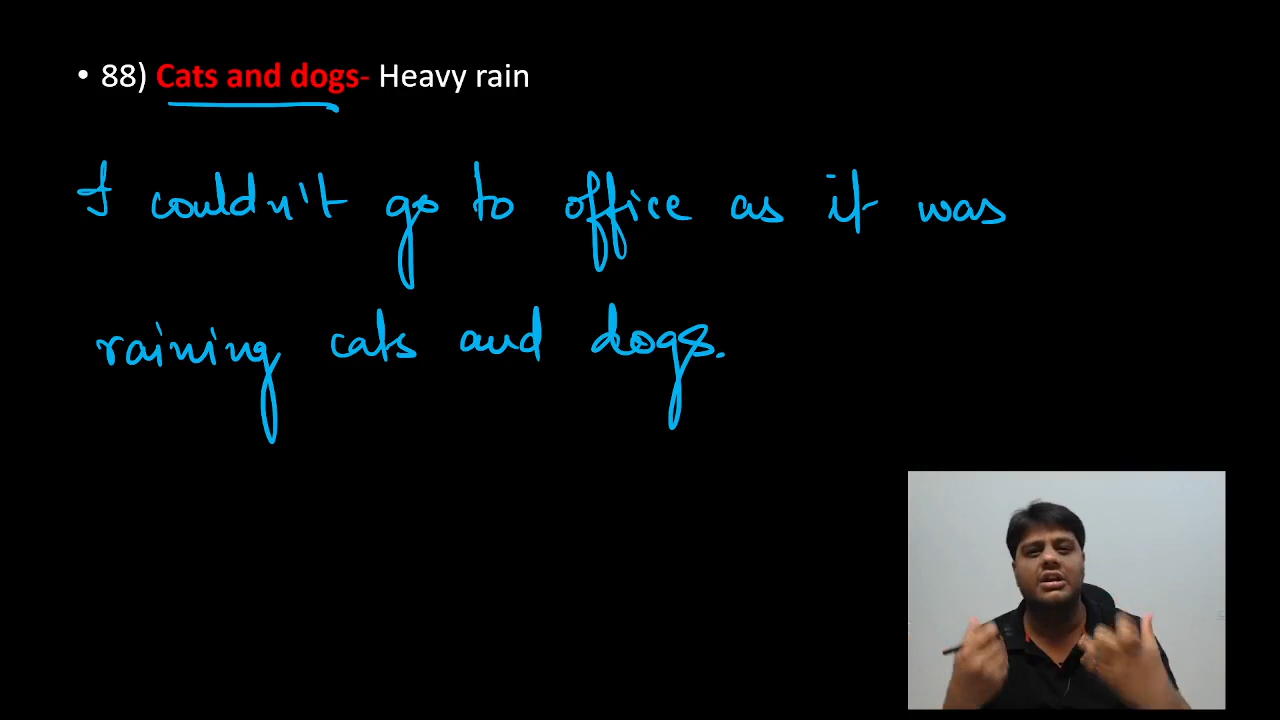 • 88) Cats and dogs- Heavy rain
I couldn't go to office as it was
raining cats and dogs.